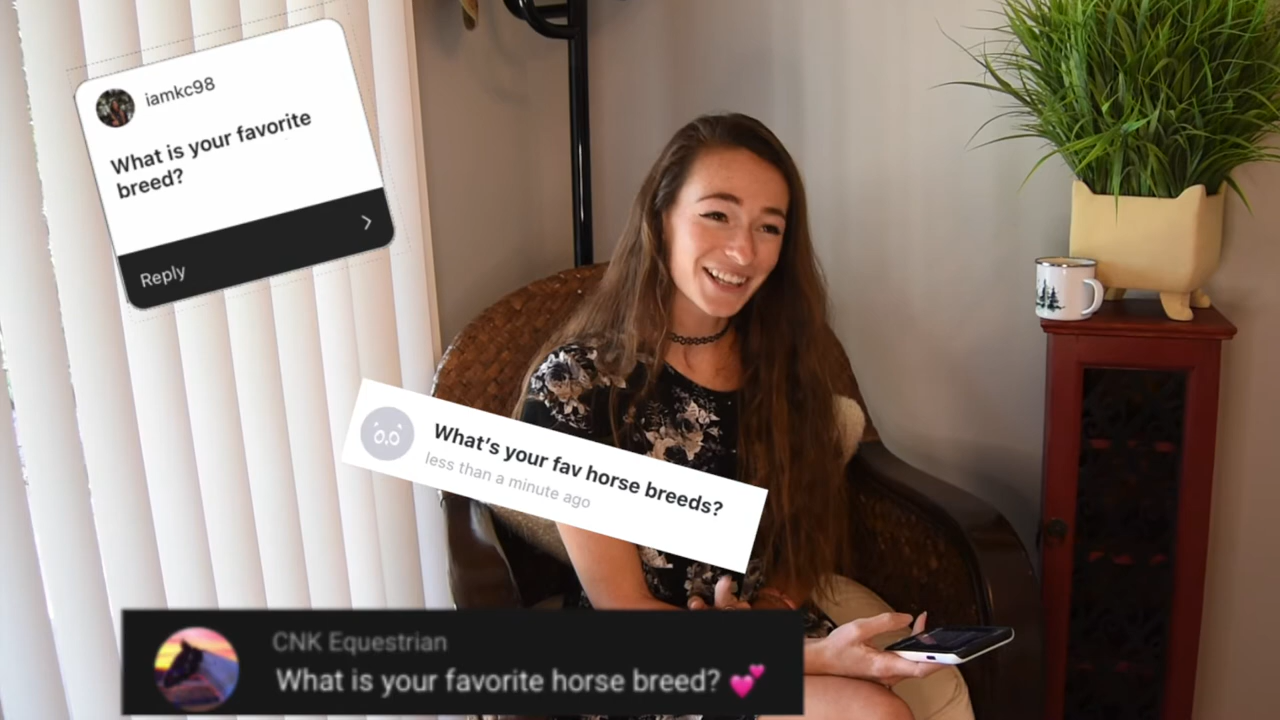 iamkc98
What is your favorite
breed?
Reply
What's your fav horse breeds?
less than a minute ago
CNK Equestrian
What is your favorite horse breed? 💕